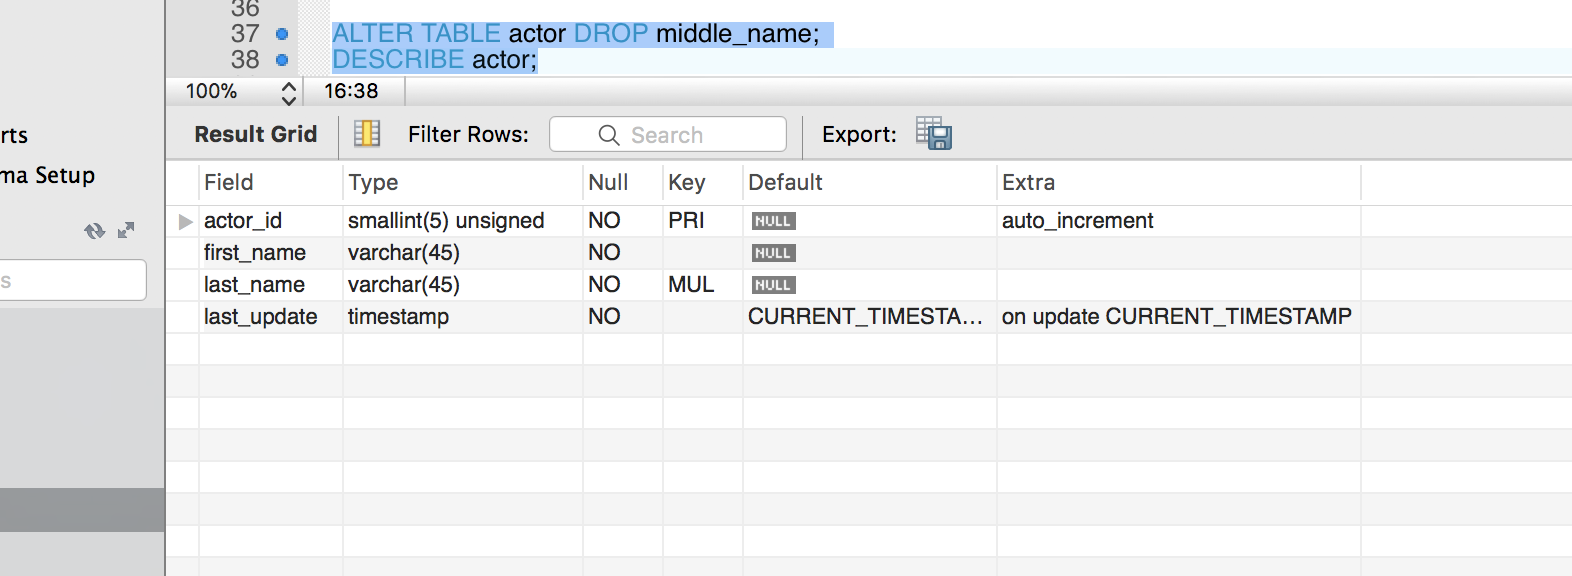 36
37 ALTER TABLE actor DROP middle_name;
38 DESCRIBE actor;
100% 16:38
rts
Result Grid Filter Rows: Search Export:
ma Setup
Field Type Null Key Default Extra
actor_id smallint(5) unsigned NO PRI NULL auto_increment
first_name varchar(45) NO NULL
s
last_name varchar(45) NO MUL NULL
last_update timestamp NO CURRENT_TIMESTA... on update CURRENT_TIMESTAMP